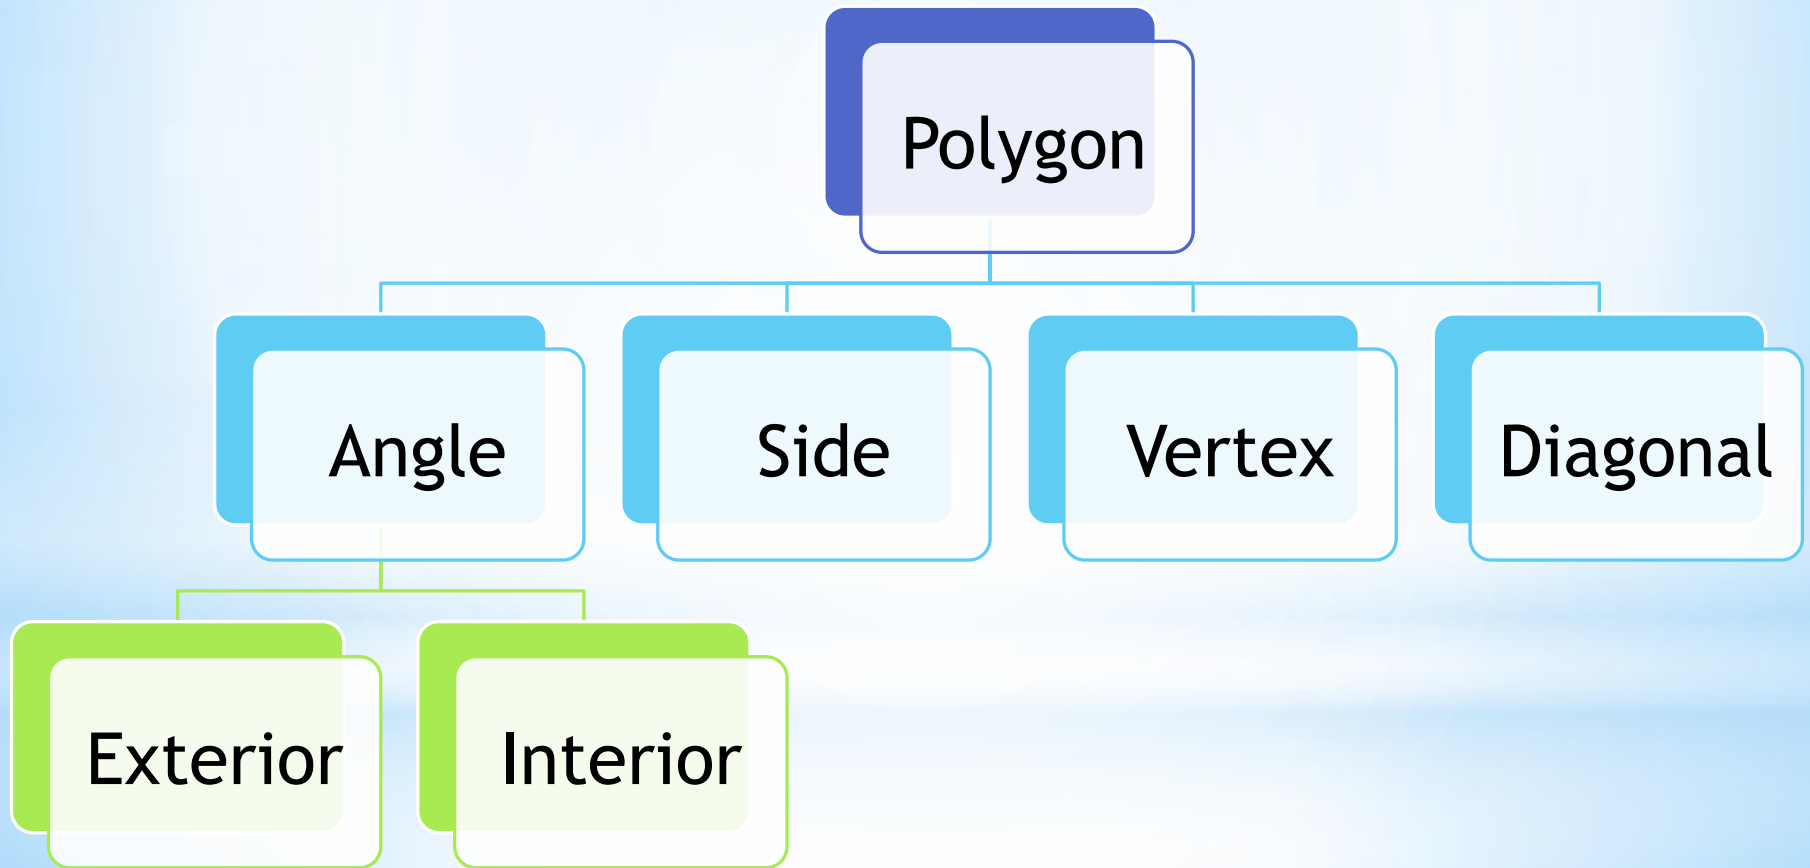 Polygon
Angle
Side
Vertex
Diagonal
Exterior
Interior